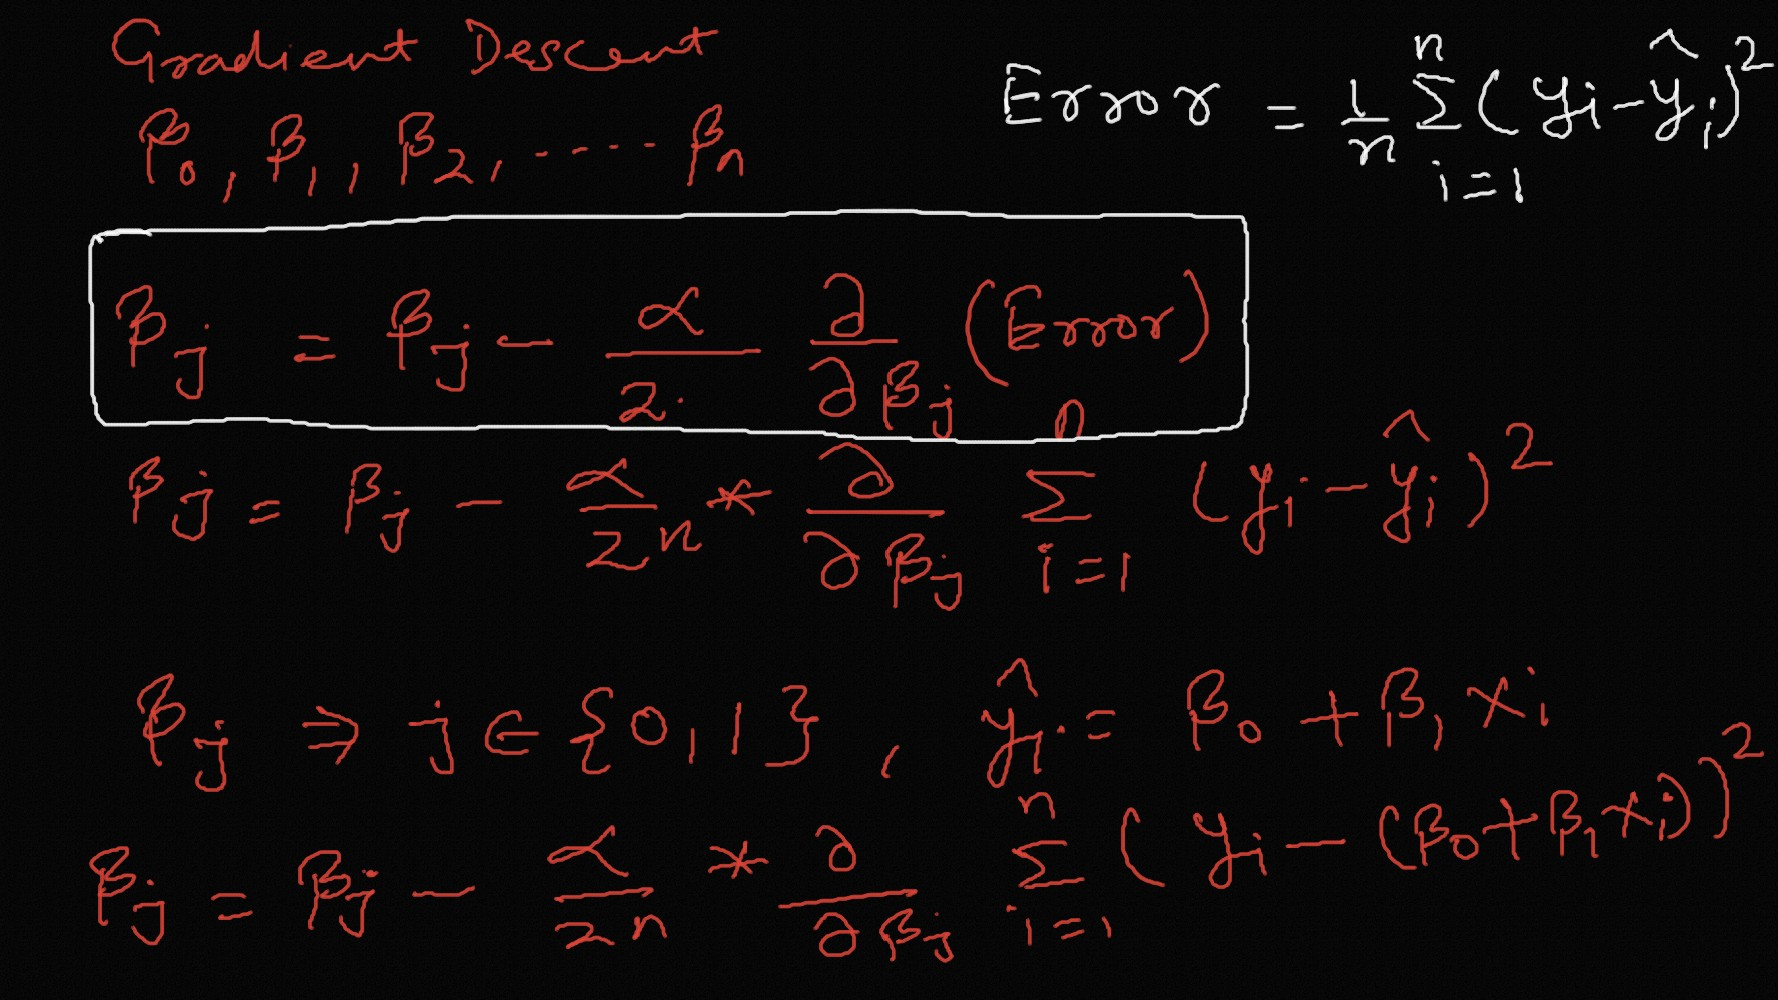 Gradient Descent
Error = 1/n Σ_{i=1}^{n} (yi - ŷi)²
β₀, β₁, β₂, ..... βn
βj = βj - α/2 ∂/∂βj (Error)
βj = βj - α/2n * ∂/∂βj Σ_{i=1}^{n} (yi - ŷi)²
βj ⇒ j ∈ {0,1}, ŷi = β₀ + β₁xi
βj = βj - α/2n * ∂/∂βj Σ_{i=1}^{n} (yi - (β₀+β₁xi))²